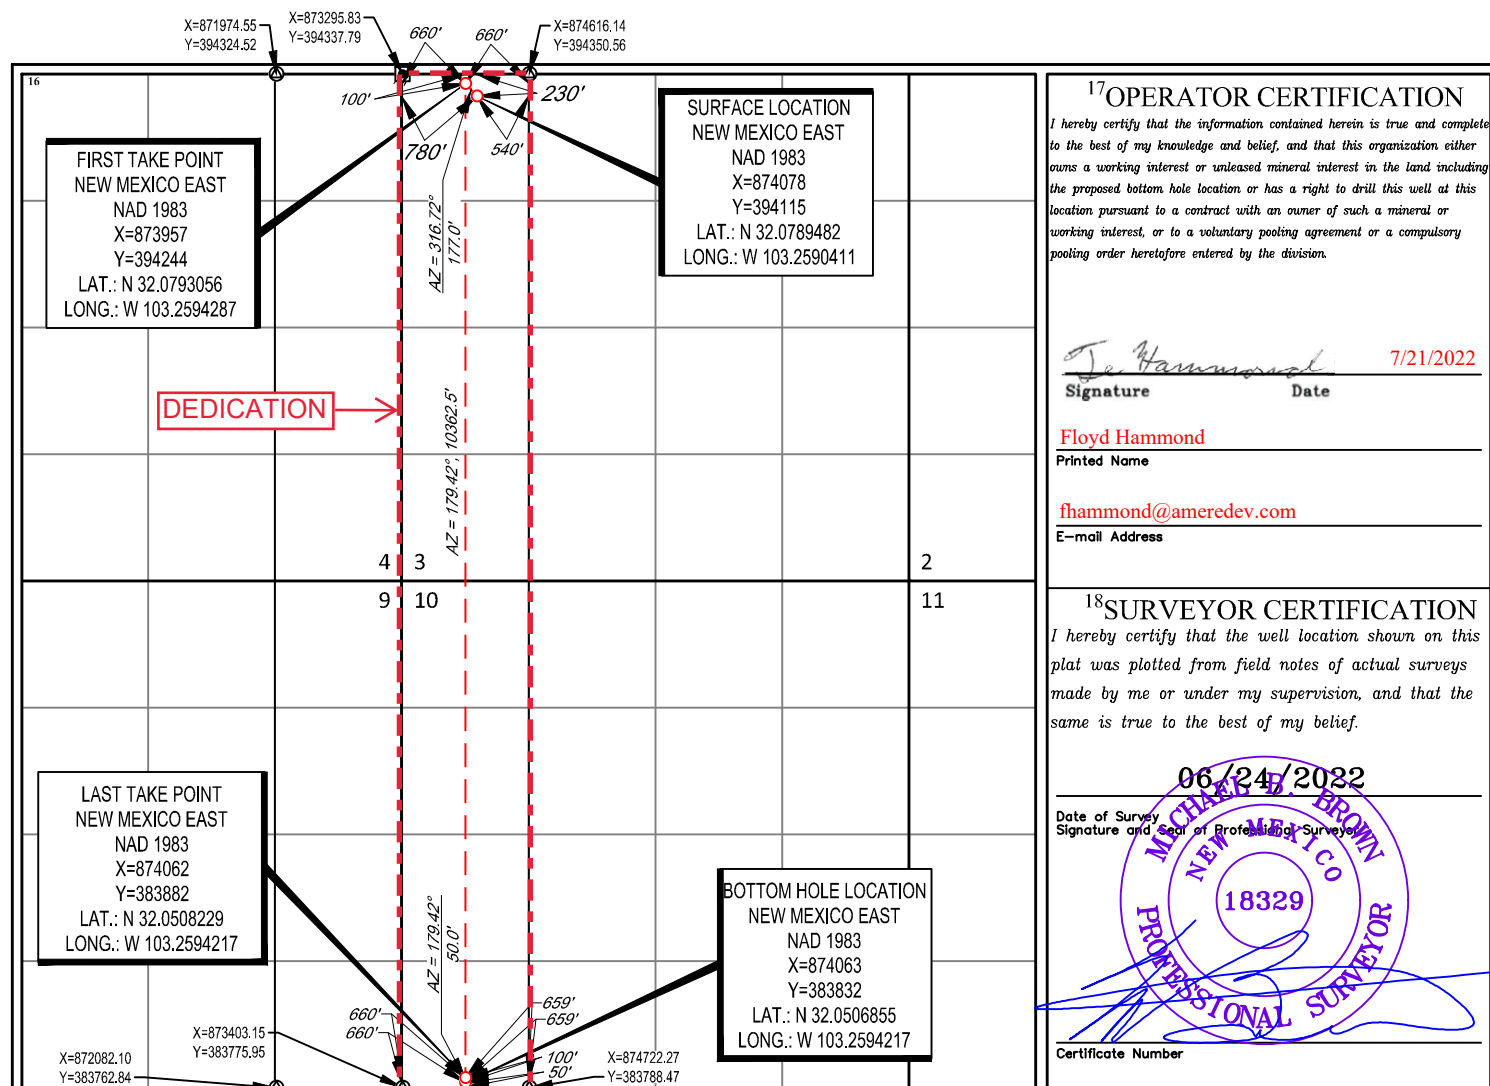 X=871974.55
Y=394324.52
X=873295.83
Y=394337.79
660'
660'
X=874616.14
Y=394350.56
16
100'
230'
780'
540'
FIRST TAKE POINT
NEW MEXICO EAST
NAD 1983
X=873957
Y=394244
LAT.: N 32.0793056
LONG.: W 103.2594287
SURFACE LOCATION
NEW MEXICO EAST
NAD 1983
X=874078
Y=394115
LAT.: N 32.0789482
LONG.: W 103.2590411
AZ = 316.72°
177.0'
DEDICATION
AZ = 179.42°, 10362.5'
4 3
2
9 10
11
LAST TAKE POINT
NEW MEXICO EAST
NAD 1983
X=874062
Y=383882
LAT.: N 32.0508229
LONG.: W 103.2594217
AZ = 179.42°
50.0'
BOTTOM HOLE LOCATION
NEW MEXICO EAST
NAD 1983
X=874063
Y=383832
LAT.: N 32.0506855
LONG.: W 103.2594217
660'
660'
659'
659'
100'
50'
X=872082.10
Y=383762.84
X=873403.15
Y=383775.95
X=874722.27
Y=383788.47
17 OPERATOR CERTIFICATION
I hereby certify that the information contained herein is true and complete
to the best of my knowledge and belief, and that this organization either
owns a working interest or unleased mineral interest in the land including
the proposed bottom hole location or has a right to drill this well at this
location pursuant to a contract with an owner of such a mineral or
working interest, or to a voluntary pooling agreement or a compulsory
pooling order heretofore entered by the division.
7/21/2022
Signature Date
Floyd Hammond
Printed Name
fhammond@ameredev.com
E-mail Address
18 SURVEYOR CERTIFICATION
I hereby certify that the well location shown on this
plat was plotted from field notes of actual surveys
made by me or under my supervision, and that the
same is true to the best of my belief.
06/24/2022
Date of Survey
Signature and Seal of Professional Surveyor
MICHAEL B. BROWN
NEW MEXICO
18329
PROFESSIONAL SURVEYOR
Certificate Number